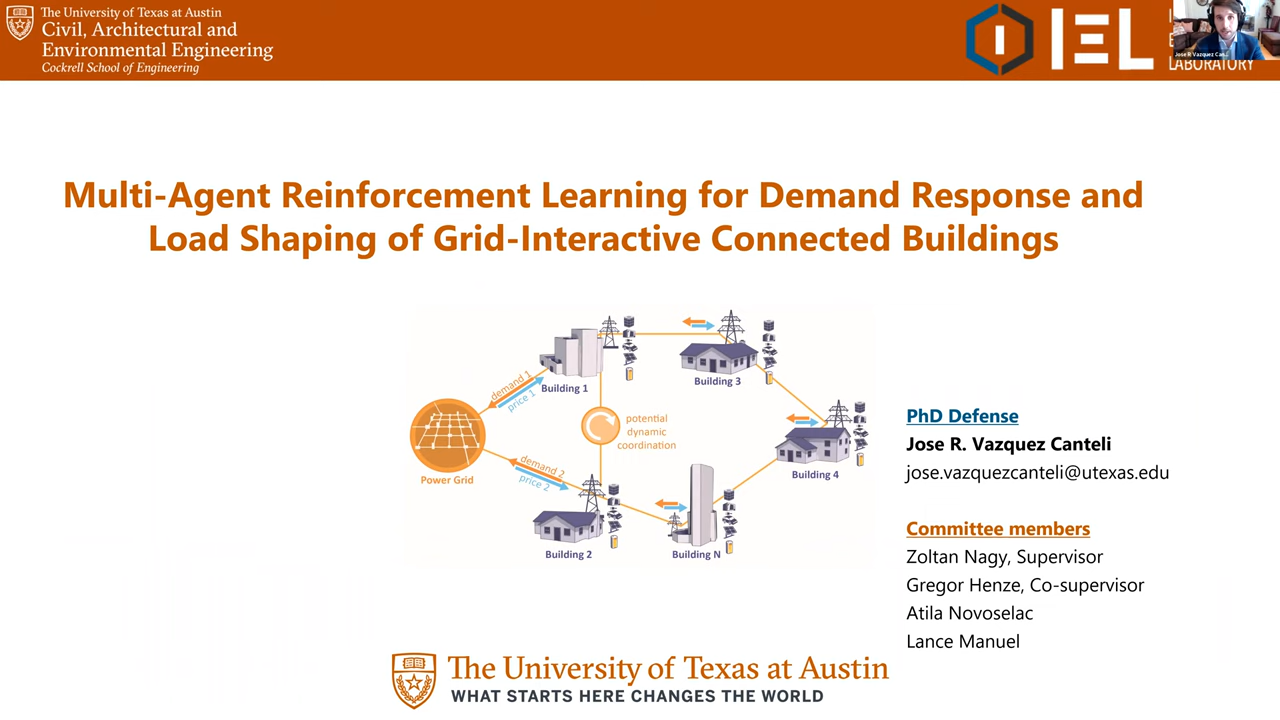 The University of Texas at Austin
Civil, Architectural and
Environmental Engineering
Cockrell School of Engineering
IEL
LABORATORY
Jose R Vazquez Can...
Multi-Agent Reinforcement Learning for Demand Response and
Load Shaping of Grid-Interactive Connected Buildings
demand 1
price 1
Building 1
Building 3
potential
dynamic
coordination
Power Grid
demand 2
price 2
Building 4
Building 2
Building N
PhD Defense
Jose R. Vazquez Canteli
jose.vazquezcanteli@utexas.edu
Committee members
Zoltan Nagy, Supervisor
Gregor Henze, Co-supervisor
Atila Novoselac
Lance Manuel
The University of Texas at Austin
WHAT STARTS HERE CHANGES THE WORLD